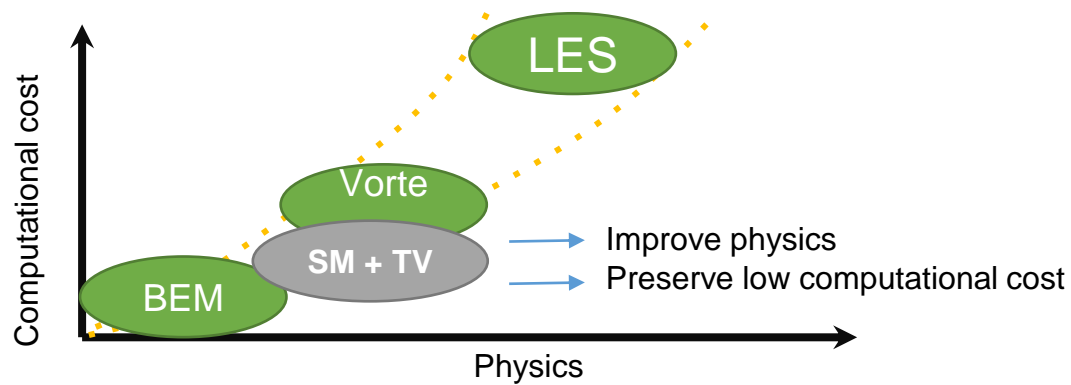 Computational cost
LES
Vorte
SM + TV
BEM
Improve physics
Preserve low computational cost
Physics